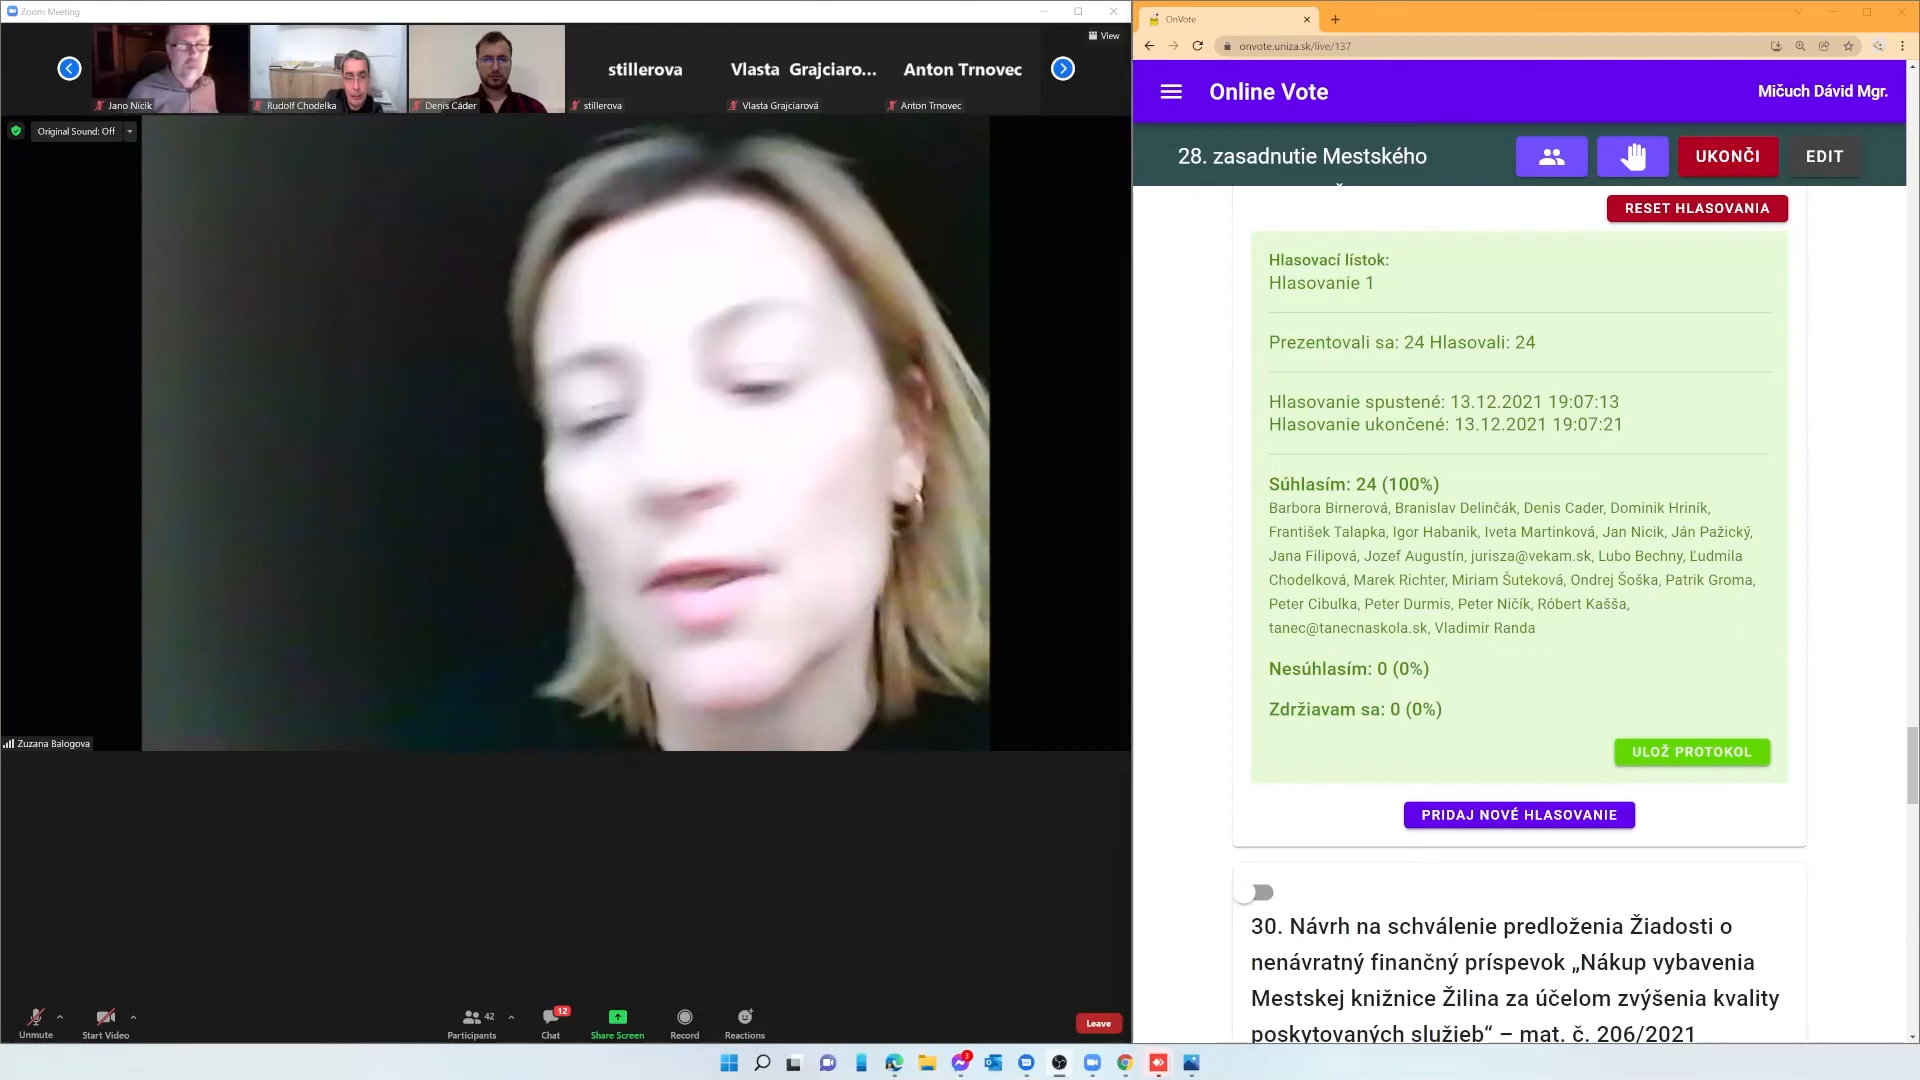 Zoom Meeting
View
stillerova
Vlasta Grajciaro...
Anton Trnovec
Jano Nicik
Rudolf Chodelka
Denis Cáder
stillerova
Vlasta Grajciarová
Anton Trnovec
Original Sound: Off
Zuzana Balogova
Unmute
Start Video
42
Participants
12
Chat
Share Screen
Record
Reactions
Leave
OnVote
onvote.uniza.sk/live/137
Online Vote
Mičuch Dávid Mgr.
28. zasadnutie Mestského
UKONČI
EDIT
RESET HLASOVANIA
Hlasovací lístok:
Hlasovanie 1
Prezentovali sa: 24 Hlasovali: 24
Hlasovanie spustené: 13.12.2021 19:07:13
Hlasovanie ukončené: 13.12.2021 19:07:21
Súhlasím: 24 (100%)
Barbora Birnerová, Branislav Delinčák, Denis Cader, Dominik Hriník,
František Talapka, Igor Habanik, Iveta Martinková, Jan Nicik, Ján Pažický,
Jana Filipová, Jozef Augustín, jurisza@vekam.sk, Lubo Bechny, Ľudmila
Chodelková, Marek Richter, Miriam Šuteková, Ondrej Šoška, Patrik Groma,
Peter Cibulka, Peter Durmis, Peter Ničík, Róbert Kašša,
tanec@tanecnaskola.sk, Vladimir Randa
Nesúhlasím: 0 (0%)
Zdržiavam sa: 0 (0%)
ULOŽ PROTOKOL
PRIDAJ NOVÉ HLASOVANIE
30. Návrh na schválenie predloženia Žiadosti o
nenávratný finančný príspevok „Nákup vybavenia
Mestskej knižnice Žilina za účelom zvýšenia kvality
poskytovaných služieb“ – mat. č. 206/2021
3